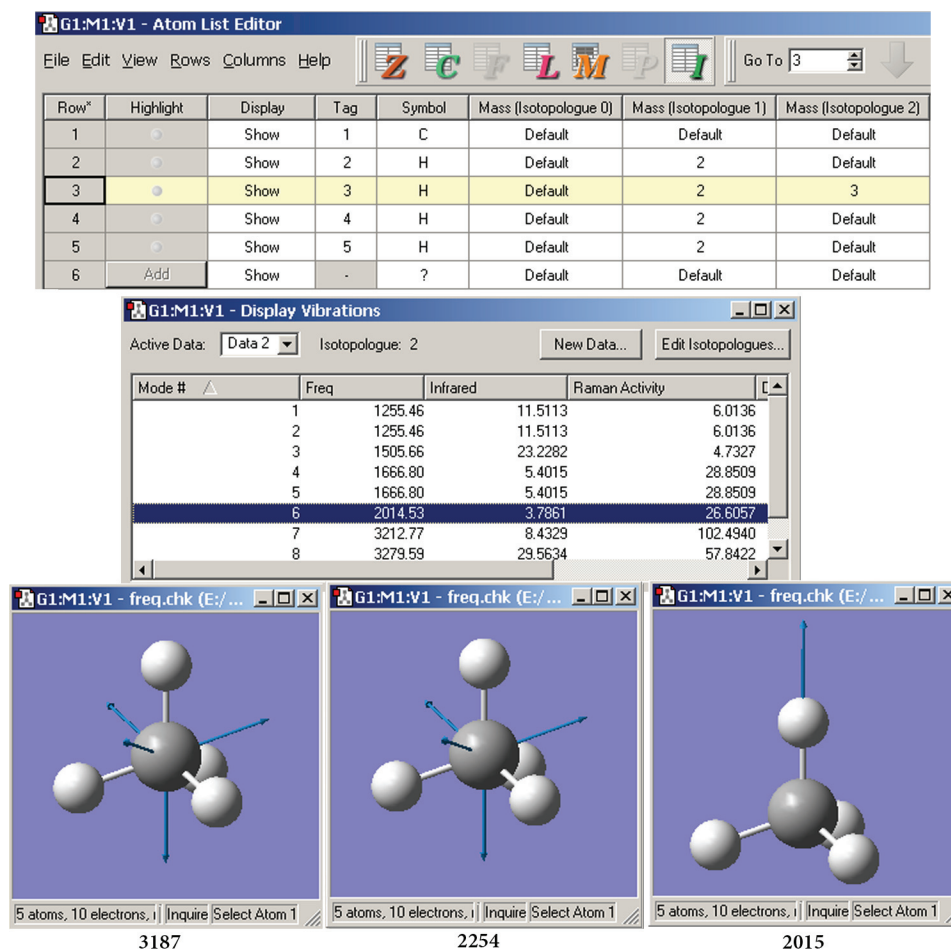 G1:M1:V1 - Atom List Editor
File Edit View Rows Columns Help Z C F L M P I Go To 3
Row* Highlight Display Tag Symbol Mass (Isotopologue 0) Mass (Isotopologue 1) Mass (Isotopologue 2)
1 Show 1 C Default Default Default
2 Show 2 H Default 2 Default
3 Show 3 H Default 2 3
4 Show 4 H Default 2 Default
5 Show 5 H Default 2 Default
6 Add Show - ? Default Default Default
G1:M1:V1 - Display Vibrations
Active Data: Data 2 Isotopologue: 2 New Data... Edit Isotopologues...
Mode # Freq Infrared Raman Activity
1 1255.46 11.5113 6.0136
2 1255.46 11.5113 6.0136
3 1505.66 23.2282 4.7327
4 1666.80 5.4015 28.8509
5 1666.80 5.4015 28.8509
6 2014.53 3.7861 26.6057
7 3212.77 8.4329 102.4940
8 3279.59 29.5634 57.8422
G1:M1:V1 - freq.chk (E:/...
5 atoms, 10 electrons, Inquire Select Atom 1
3187
G1:M1:V1 - freq.chk (E:/...
5 atoms, 10 electrons, Inquire Select Atom 1
2254
G1:M1:V1 - freq.chk (E:/...
5 atoms, 10 electrons, Inquire Select Atom 1
2015